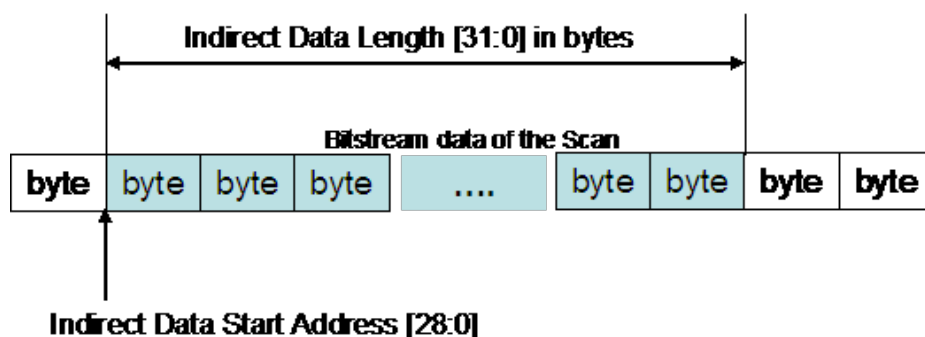 Indirect Data Length [31:0] in bytes
Bitstream data of the Scan
byte byte byte byte .... byte byte byte byte
Indirect Data Start Address [28:0]